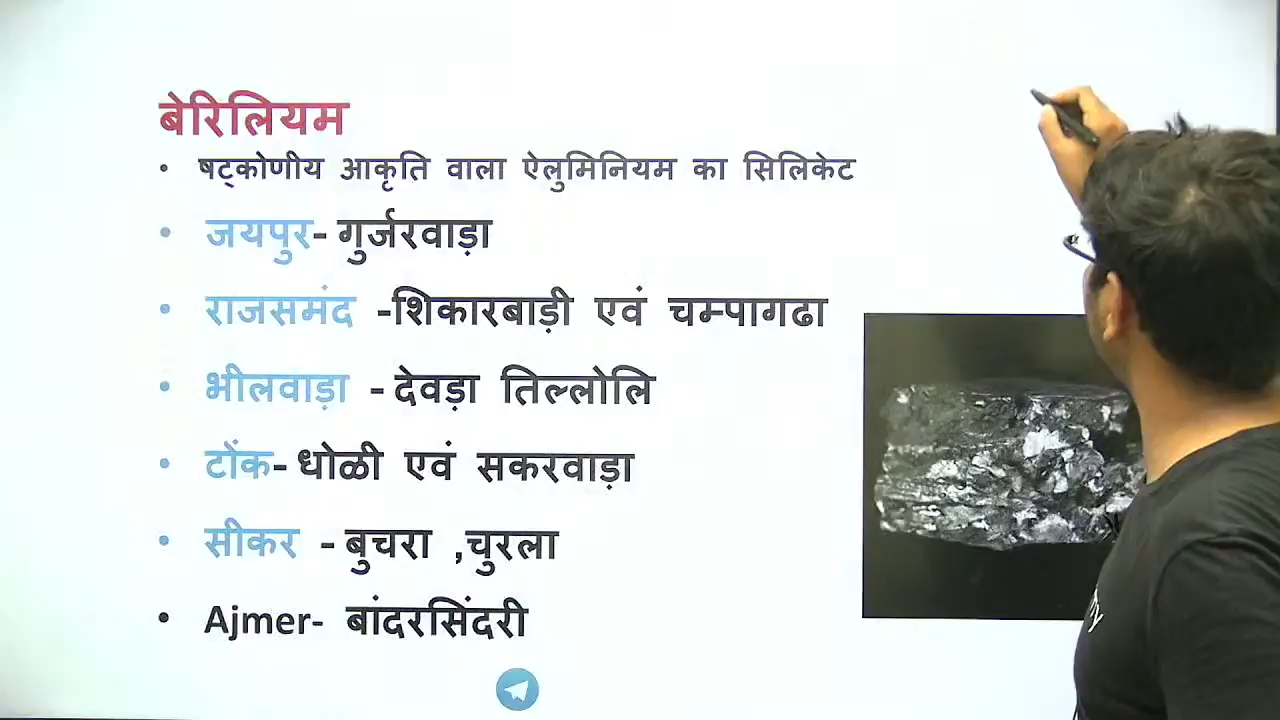 बेरिलियम
• षट्कोणीय आकृति वाला ऐलुमिनियम का सिलिकेट
• जयपुर- गुर्जरवाड़ा
• राजसमंद -शिकारबाड़ी एवं चम्पागढा
• भीलवाड़ा - देवड़ा तिल्लोलि
• टोंक- धोळी एवं सकरवाड़ा
• सीकर - बुचरा ,चुरला
• Ajmer- बांदरसिंदरी